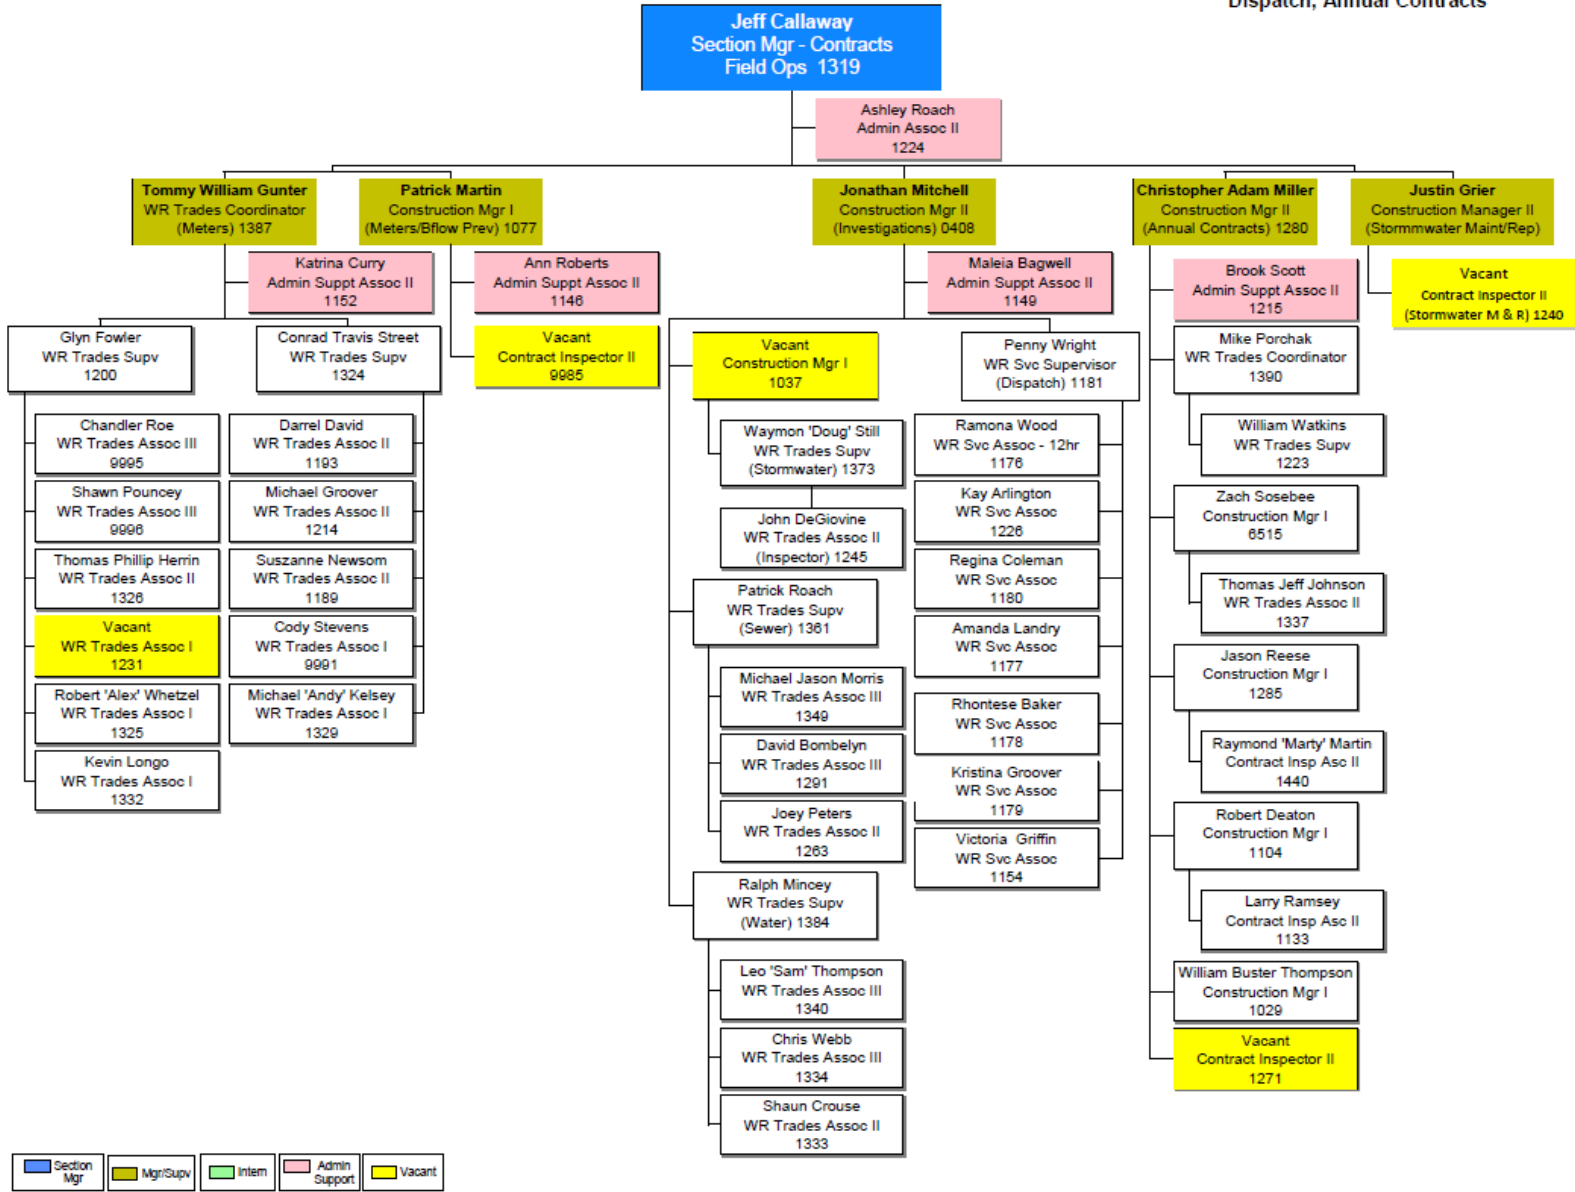 Dispatch, Annual Contracts
Jeff Callaway
Section Mgr - Contracts
Field Ops 1319
Ashley Roach
Admin Assoc II
1224
Tommy William Gunter
WR Trades Coordinator
(Meters) 1387
Patrick Martin
Construction Mgr I
(Meters/Bflow Prev) 1077
Jonathan Mitchell
Construction Mgr II
(Investigations) 0408
Christopher Adam Miller
Construction Mgr II
(Annual Contracts) 1280
Justin Grier
Construction Manager II
(Stormmwater Maint/Rep)
Katrina Curry
Admin Suppt Assoc II
1152
Glyn Fowler
WR Trades Supv
1200
Conrad Travis Street
WR Trades Supv
1324
Chandler Roe
WR Trades Assoc III
9995
Shawn Pouncey
WR Trades Assoc III
9996
Thomas Phillip Herrin
WR Trades Assoc II
1326
Vacant
WR Trades Assoc I
1231
Robert 'Alex' Whetzel
WR Trades Assoc I
1325
Kevin Longo
WR Trades Assoc I
1332
Darrel David
WR Trades Assoc II
1193
Michael Groover
WR Trades Assoc II
1214
Suszanne Newsom
WR Trades Assoc II
1189
Cody Stevens
WR Trades Assoc I
9991
Michael 'Andy' Kelsey
WR Trades Assoc I
1329
Ann Roberts
Admin Suppt Assoc II
1146
Vacant
Contract Inspector II
9985
Maleia Bagwell
Admin Suppt Assoc II
1149
Vacant
Construction Mgr I
1037
Waymon 'Doug' Still
WR Trades Supv
(Stormwater) 1373
John DeGiovine
WR Trades Assoc II
(Inspector) 1245
Patrick Roach
WR Trades Supv
(Sewer) 1361
Michael Jason Morris
WR Trades Assoc III
1349
David Bombelyn
WR Trades Assoc III
1291
Joey Peters
WR Trades Assoc II
1263
Ralph Mincey
WR Trades Supv
(Water) 1384
Leo 'Sam' Thompson
WR Trades Assoc III
1340
Chris Webb
WR Trades Assoc III
1334
Shaun Crouse
WR Trades Assoc II
1333
Penny Wright
WR Svc Supervisor
(Dispatch) 1181
Ramona Wood
WR Svc Assoc - 12hr
1176
Kay Arlington
WR Svc Assoc
1226
Regina Coleman
WR Svc Assoc
1180
Amanda Landry
WR Svc Assoc
1177
Rhontese Baker
WR Svc Assoc
1178
Kristina Groover
WR Svc Assoc
1179
Victoria Griffin
WR Svc Assoc
1154
Brook Scott
Admin Suppt Assoc II
1215
Mike Porchak
WR Trades Coordinator
1390
William Watkins
WR Trades Supv
1223
Zach Sosebee
Construction Mgr I
6515
Thomas Jeff Johnson
WR Trades Assoc II
1337
Jason Reese
Construction Mgr I
1285
Raymond 'Marty' Martin
Contract Insp Asc II
1440
Robert Deaton
Construction Mgr I
1104
Larry Ramsey
Contract Insp Asc II
1133
William Buster Thompson
Construction Mgr I
1029
Vacant
Contract Inspector II
1271
Vacant
Contract Inspector II
(Stormwater M & R) 1240
Section
Mgr
Mgr/Supv
Intern
Admin
Support
Vacant